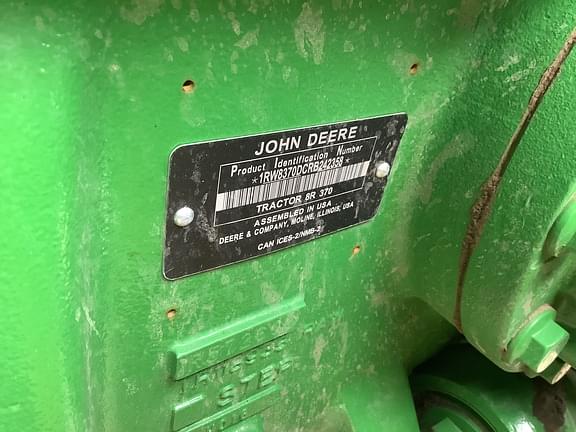 JOHN DEERE
Product Identification Number
*1RW8370DCRB242358*
TRACTOR 8R 370
ASSEMBLED IN USA
DEERE & COMPANY, MOLINE, ILLINOIS, USA
CAN ICES-2/NMB-2